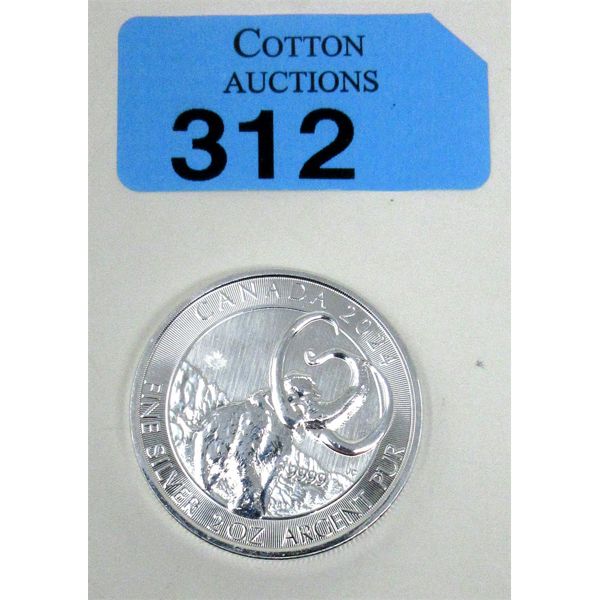 COTTON
AUCTIONS
312
CANADA 2024
9999
FINE SILVER 2 OZ ARGENT PUR